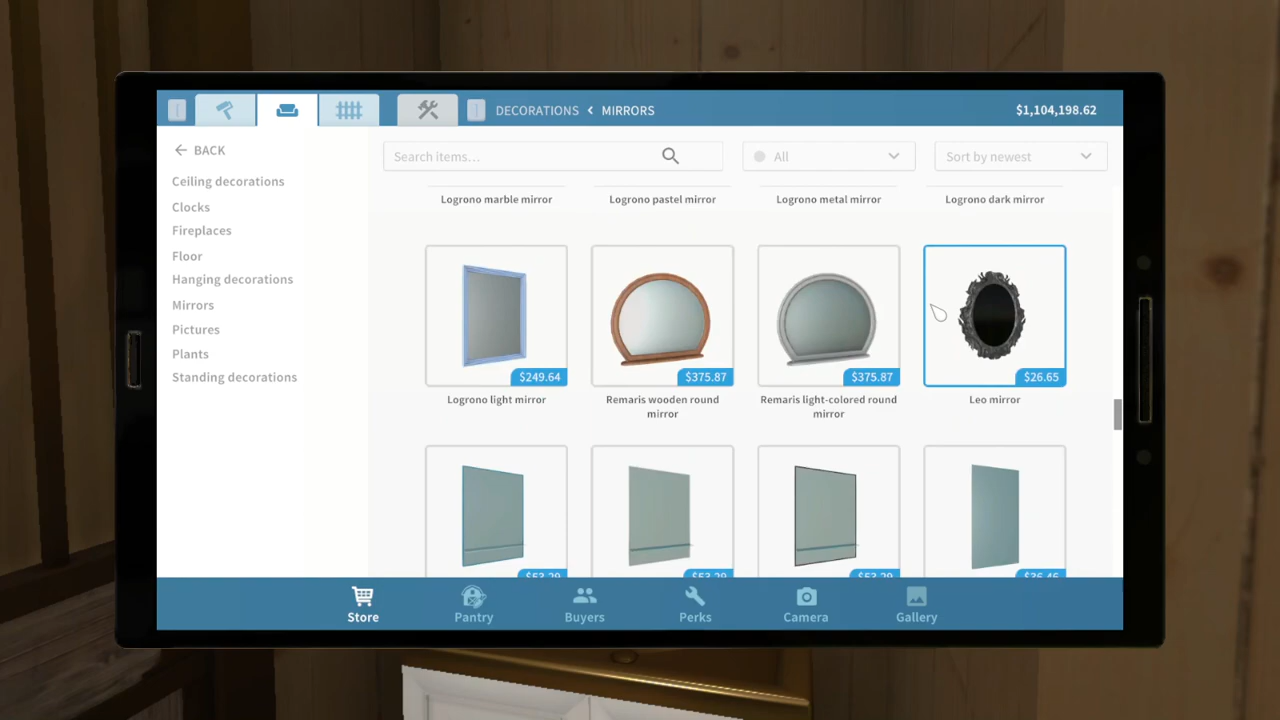 DECORATIONS < MIRRORS
$1,104,198.62
BACK
Ceiling decorations
Clocks
Fireplaces
Floor
Hanging decorations
Mirrors
Pictures
Plants
Standing decorations
Search items...
All
Sort by newest
Logrono marble mirror
Logrono pastel mirror
Logrono metal mirror
Logrono dark mirror
$249.64
$375.87
$375.87
$26.65
Logrono light mirror
Remaris wooden round
mirror
Remaris light-colored round
mirror
Leo mirror
Store
Pantry
Buyers
Perks
Camera
Gallery